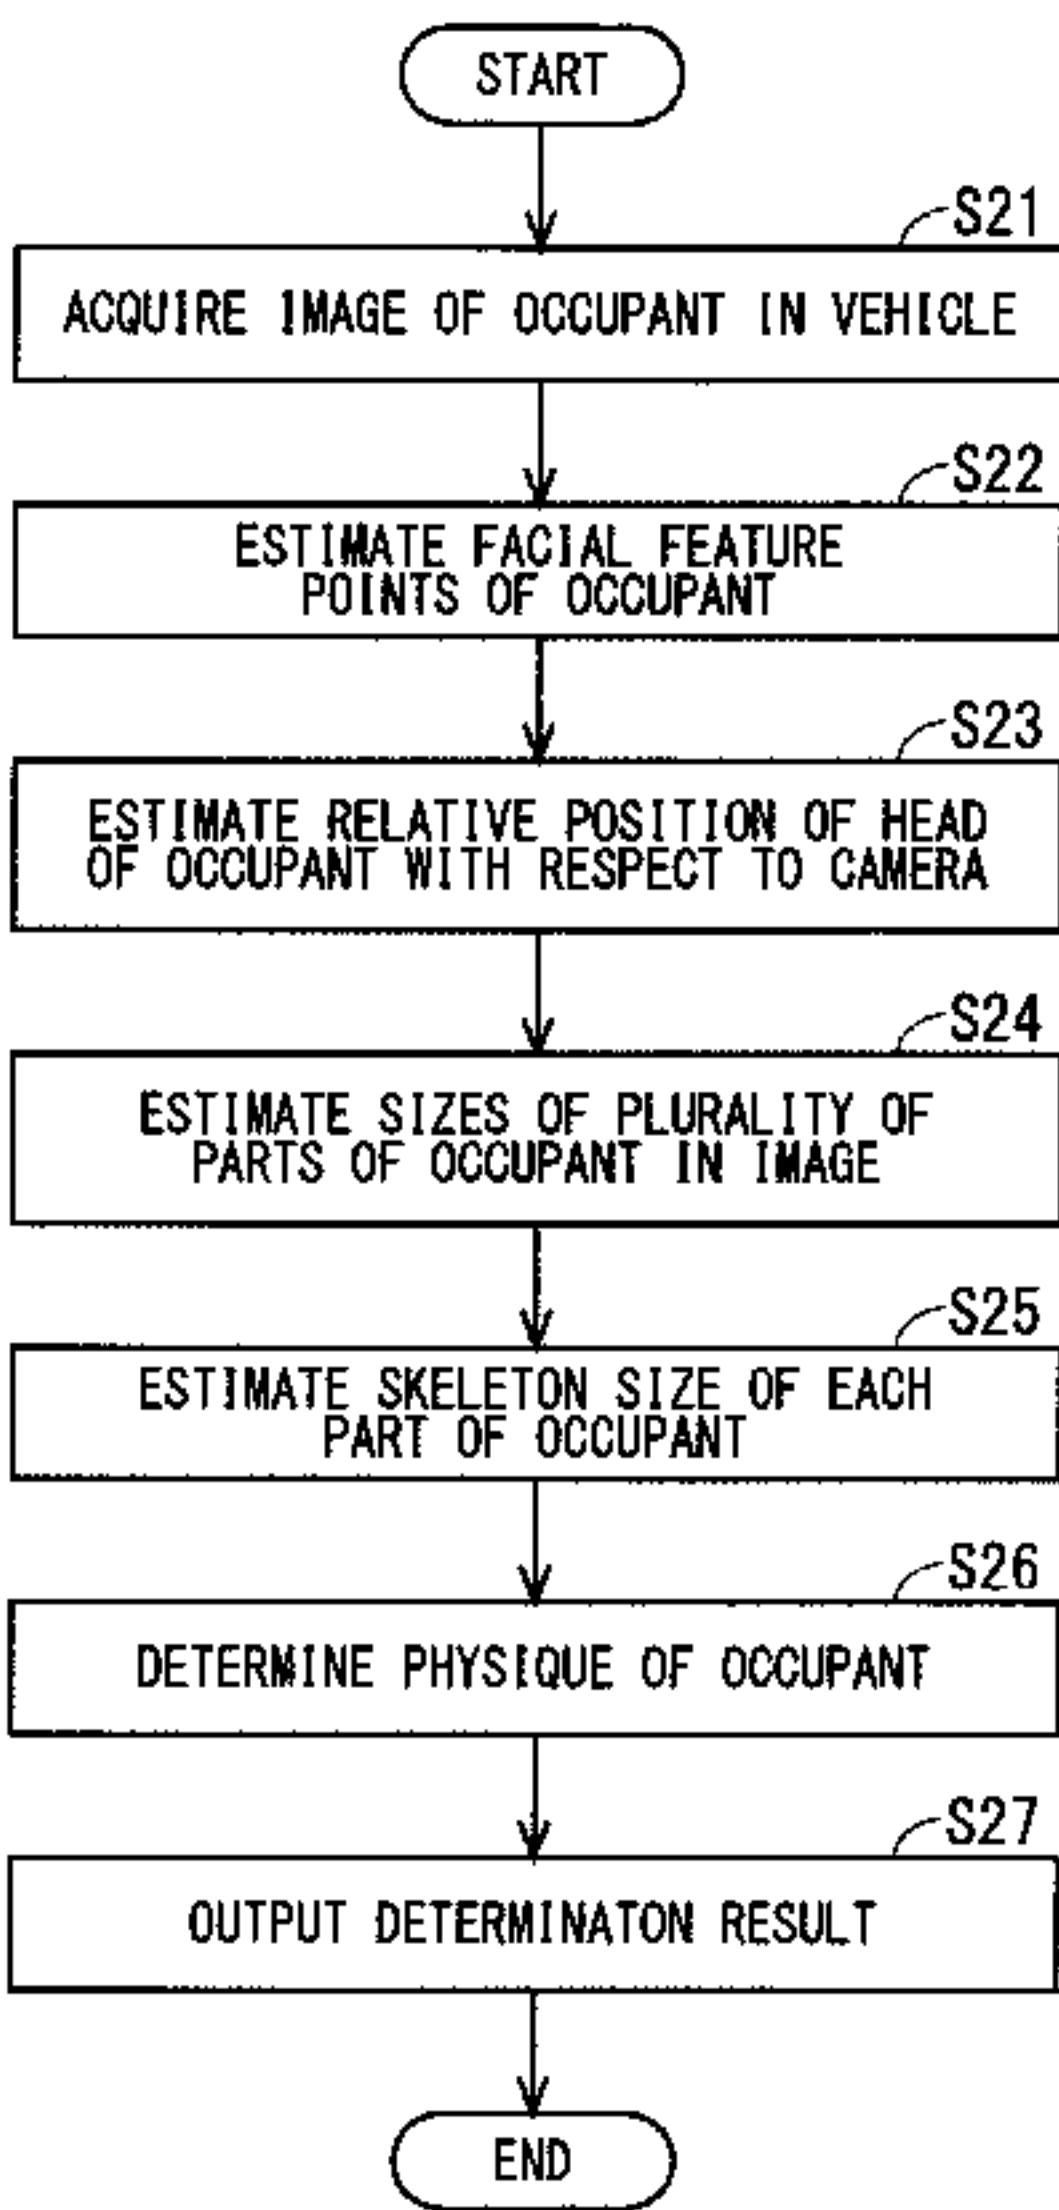 START
S21
ACQUIRE IMAGE OF OCCUPANT IN VEHICLE
S22
ESTIMATE FACIAL FEATURE
POINTS OF OCCUPANT
S23
ESTIMATE RELATIVE POSITION OF HEAD
OF OCCUPANT WITH RESPECT TO CAMERA
S24
ESTIMATE SIZES OF PLURALITY OF
PARTS OF OCCUPANT IN IMAGE
S25
ESTIMATE SKELETON SIZE OF EACH
PART OF OCCUPANT
S26
DETERMINE PHYSIQUE OF OCCUPANT
S27
OUTPUT DETERMINATON RESULT
END